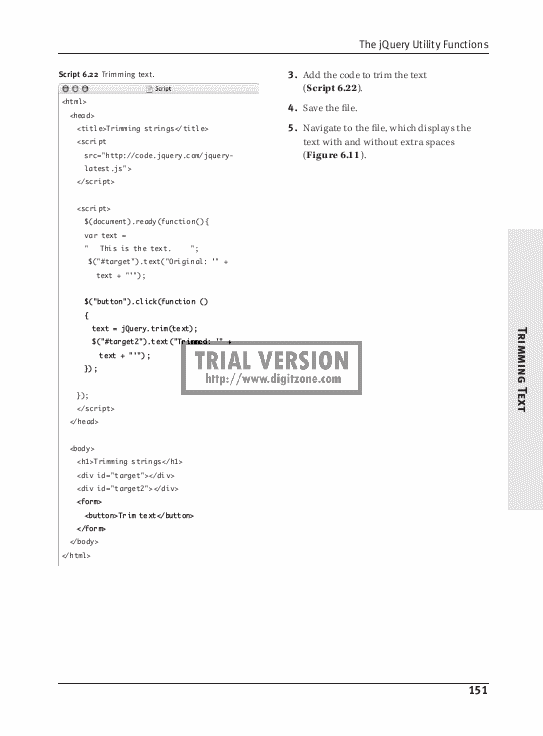 The jQuery Utility Functions
Script 6.22 Trimming text.
Script
<html>
<head>
<title>Trimming strings</title>
<script
src="http://code.jquery.com/jquery-
latest.js">
</script>
<script>
$(document).ready(function(){
var text =
"   This is the text.    ";
$("#target").text("Original: '" +
text + "'");
$("button").click(function ()
{
text = jQuery.trim(text);
$("#target2").text("Trimmed: '" +
text + "'");
});
});
</script>
</head>
<body>
<h1>Trimming strings</h1>
<div id="target"></div>
<div id="target2"></div>
<form>
<button>Trim text</button>
</form>
</body>
</html>
3. Add the code to trim the text
(Script 6.22).
4. Save the file.
5. Navigate to the file, which displays the
text with and without extra spaces
(Figure 6.11).
TRIAL VERSION
http://www.digitzone.com
Trimming Text
151